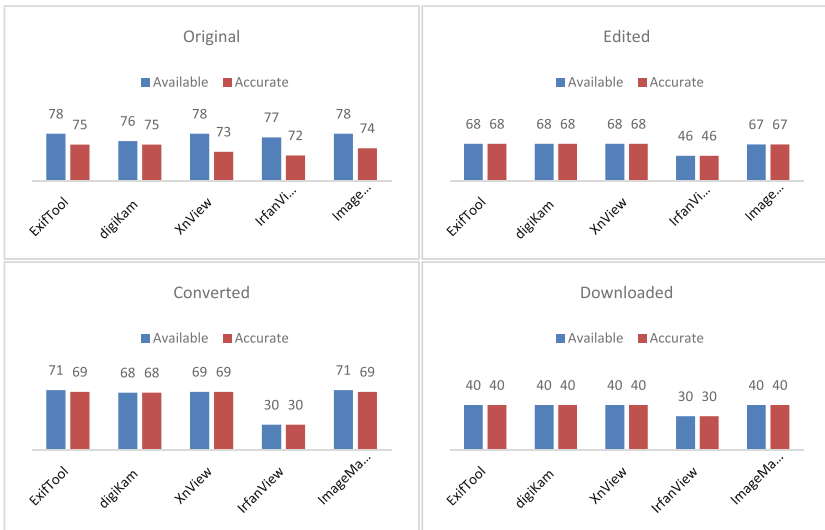 Original
Available Accurate
78 75 76 75 78 73 77 72 78 74
ExifTool digiKam XnView IrfanVi... Image...
Edited
Available Accurate
68 68 68 68 68 68 46 46 67 67
ExifTool digiKam XnView IrfanVi... Image...
Converted
Available Accurate
71 69 68 68 69 69 30 30 71 69
ExifTool digiKam XnView IrfanView ImageMa...
Downloaded
Available Accurate
40 40 40 40 40 40 30 30 40 40
ExifTool digiKam XnView IrfanView ImageMa...